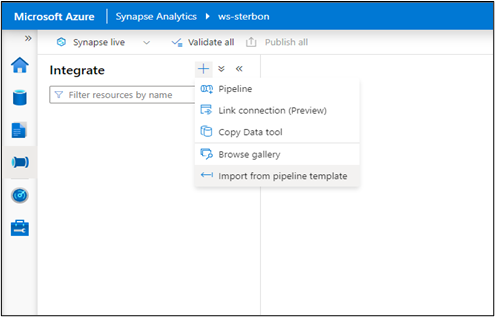 Microsoft Azure Synapse Analytics ▸ ws-sterbon
» Synapse live Validate all Publish all
Integrate
Filter resources by name
Pipeline
Link connection (Preview)
Copy Data tool
Browse gallery
Import from pipeline template